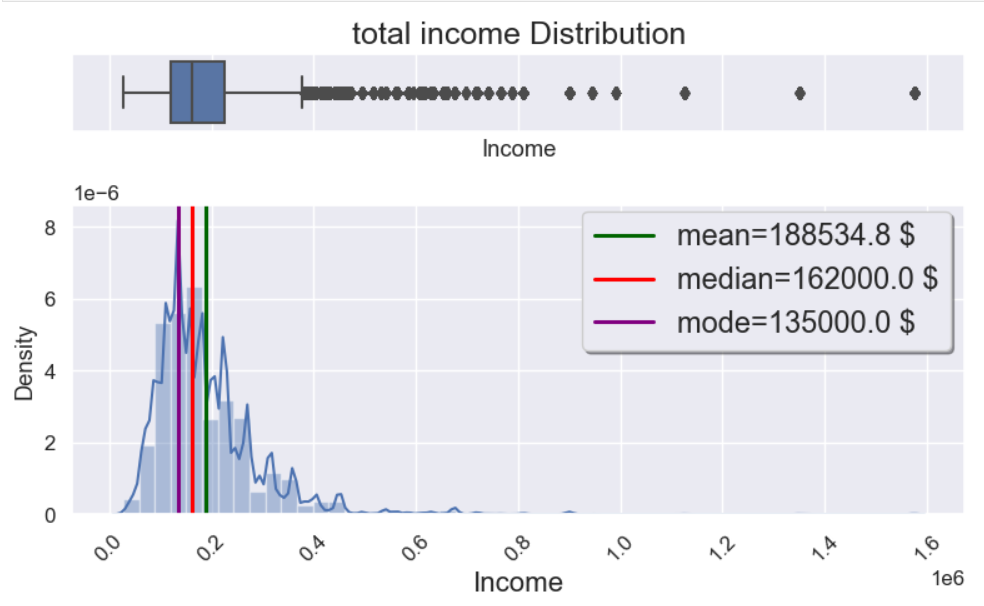 total income Distribution
Income
1e−6
8
6
4
2
0
Density
mean=188534.8 $
median=162000.0 $
mode=135000.0 $
0.0 0.2 0.4 0.6 0.8 1.0 1.2 1.4 1.6
1e6
Income